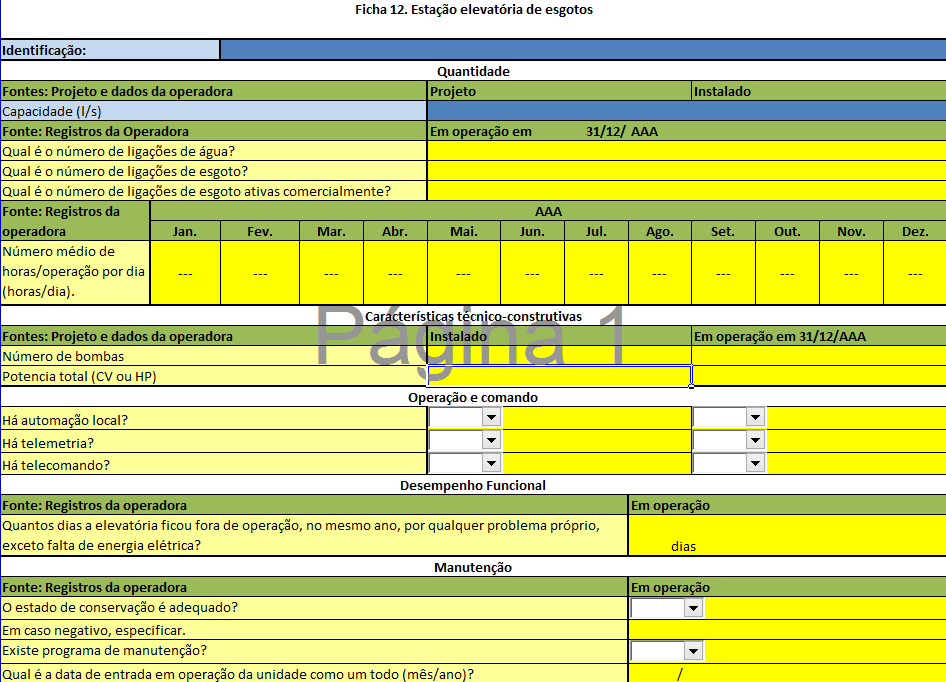 Ficha 12. Estação elevatória de esgotos
Identificação:
Quantidade
Fontes: Projeto e dados da operadora Projeto Instalado
Capacidade (l/s)
Fonte: Registros da Operadora Em operação em 31/12/ AAA
Qual é o número de ligações de água?
Qual é o número de ligações de esgoto?
Qual é o número de ligações de esgoto ativas comercialmente?
Fonte: Registros da operadora AAA
Jan. Fev. Mar. Abr. Mai. Jun. Jul. Ago. Set. Out. Nov. Dez.
Número médio de
horas/operação por dia
(horas/dia).
--- --- --- --- --- --- --- --- --- --- --- ---
Página 1
Características técnico-construtivas
Fontes: Projeto e dados da operadora Instalado Em operação em 31/12/AAA
Número de bombas
Potencia total (CV ou HP)
Operação e comando
Há automação local?
Há telemetria?
Há telecomando?
Desempenho Funcional
Fonte: Registros da operadora Em operação
Quantos dias a elevatória ficou fora de operação, no mesmo ano, por qualquer problema próprio,
exceto falta de energia elétrica?
dias
Manutenção
Fonte: Registros da operadora Em operação
O estado de conservação é adequado?
Em caso negativo, especificar.
Existe programa de manutenção?
Qual é a data de entrada em operação da unidade como um todo (mês/ano)? /